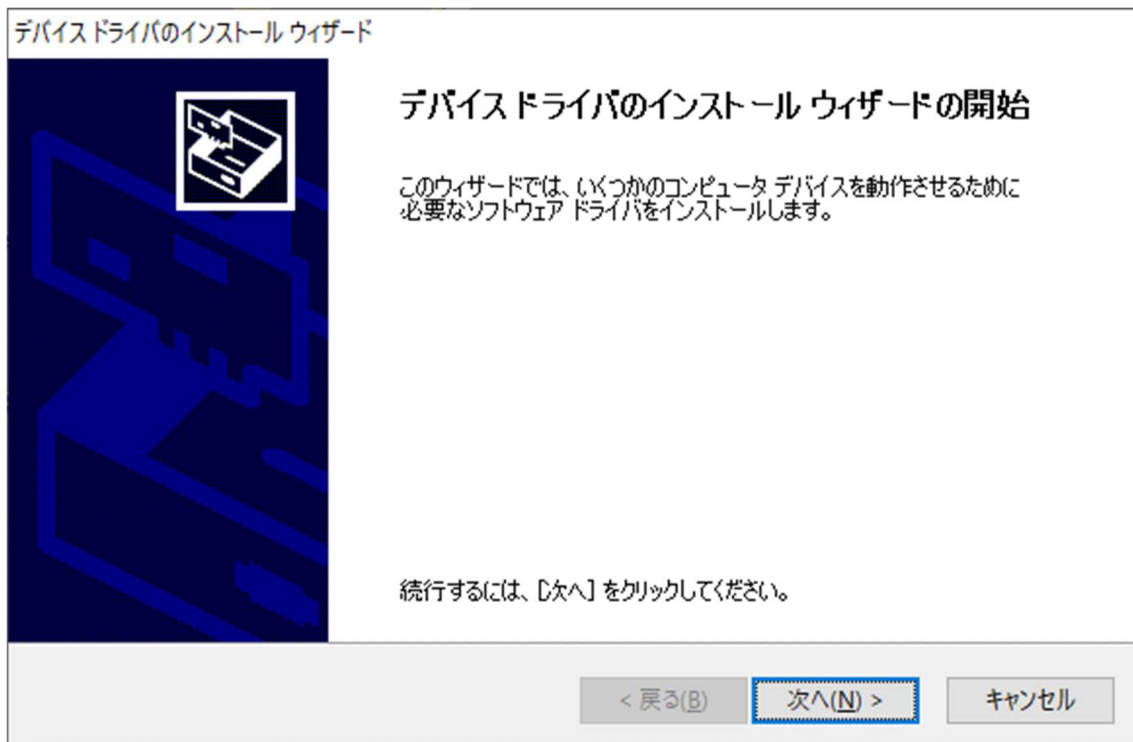 デバイス ドライバのインストール ウィザード
デバイス ドライバのインストール ウィザードの開始
このウィザードでは、いくつかのコンピュータ デバイスを動作させるために
必要なソフトウェア ドライバをインストールします。
続行するには、[次へ] をクリックしてください。
< 戻る(B)
次へ(N) >
キャンセル